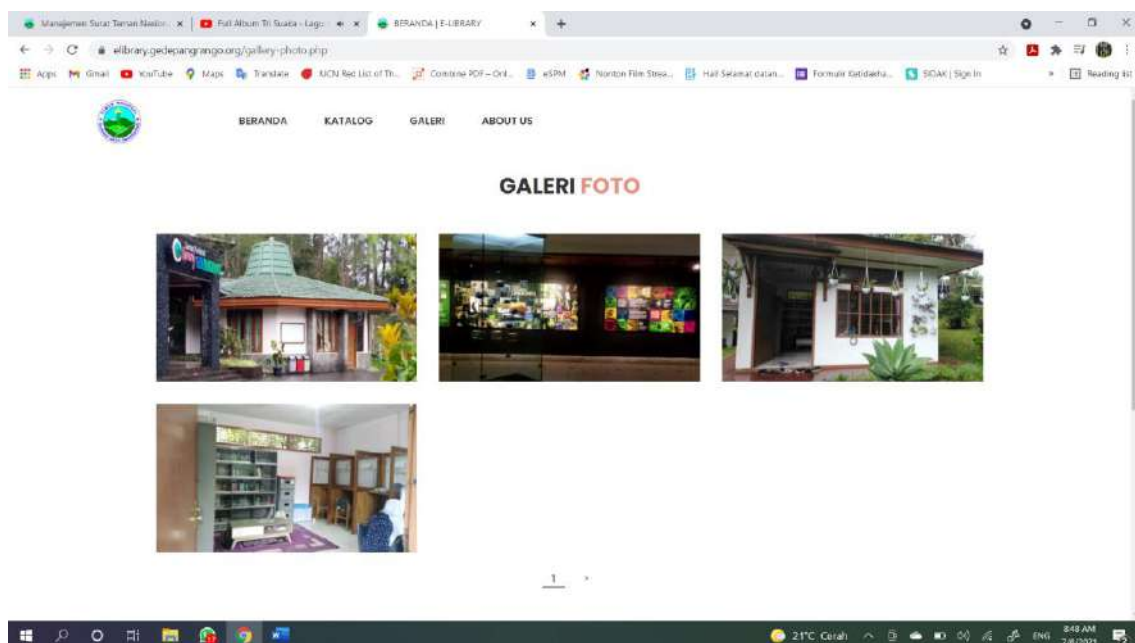 Manajemen Surat Taman Nasion...
Full Album Tri Suaka - Lago
BERANDA | E-LIBRARY
elibrary.gedepangrango.org/gallery-photo.php
Apps
Gmail
YouTube
Maps
Translate
IUCN Red List of Th...
Combine PDF – Onl...
eSPM
Nonton Film Strea...
Hall Selamat datan...
SIDAK | Sign In
»
Reading list
BERANDA
KATALOG
GALERI
ABOUT US
GALERI FOTO
1
21°C Cerah
ENG
8:48 AM